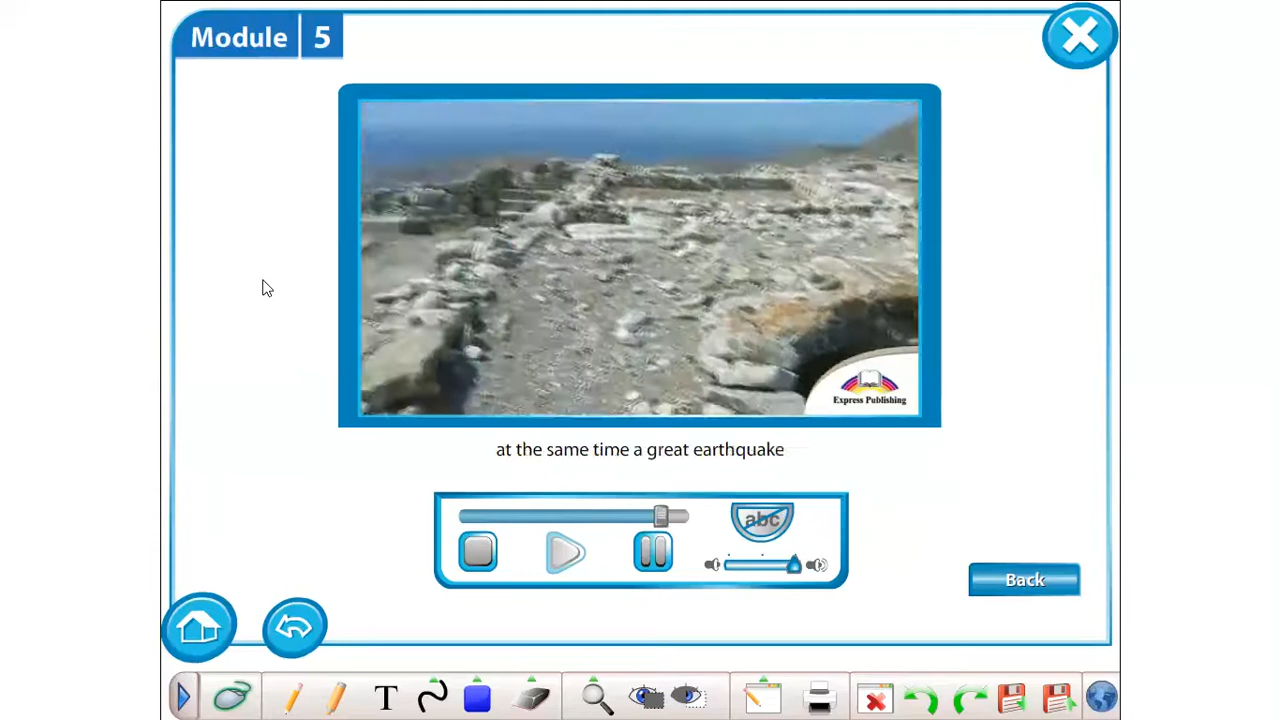 Module 5
Express Publishing
at the same time a great earthquake
abc
Back
T